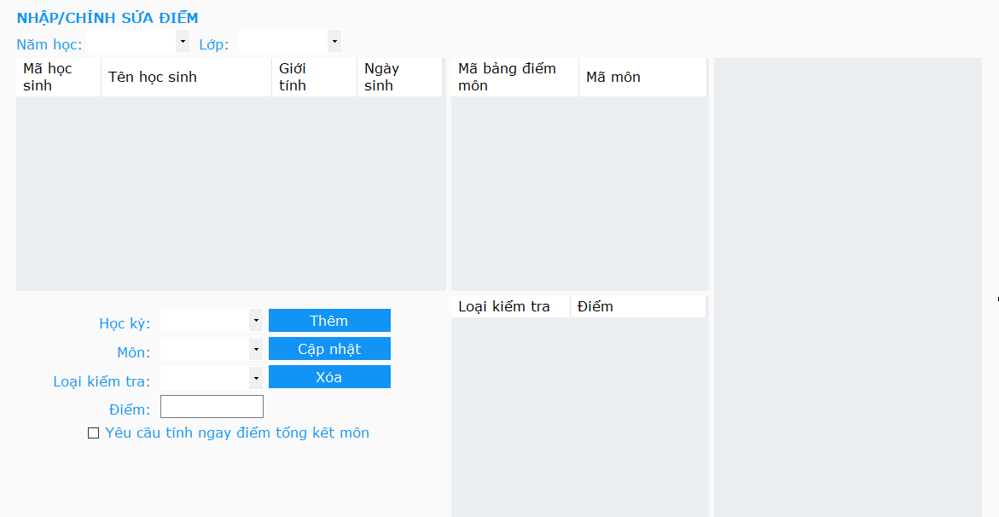 NHẬP/CHỈNH SỬA ĐIỂM
Năm học:
Lớp:
Mã học
sinh
Tên học sinh
Giới
tính
Ngày
sinh
Mã bảng điểm
môn
Mã môn
Học kỳ:
Thêm
Môn:
Cập nhật
Loại kiểm tra:
Xóa
Điểm:
Yêu cầu tính ngay điểm tổng kết môn
Loại kiểm tra
Điểm